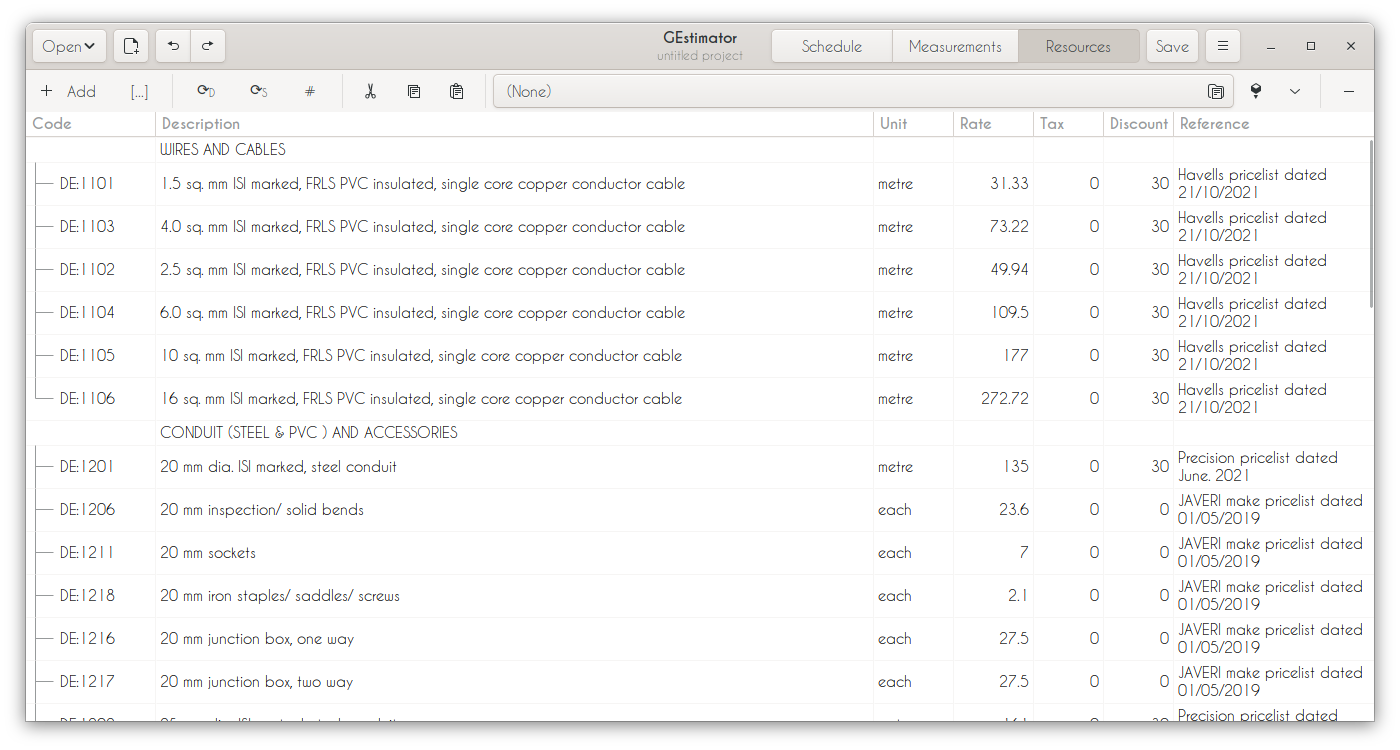 Open
GEstimator
untitled project
Schedule Measurements Resources Save
+ Add [...] D S # (None)
Code Description Unit Rate Tax Discount Reference
WIRES AND CABLES
DE:1101 1.5 sq. mm ISI marked, FRLS PVC insulated, single core copper conductor cable metre 31.33 0 30 Havells pricelist dated
21/10/2021
DE:1103 4.0 sq. mm ISI marked, FRLS PVC insulated, single core copper conductor cable metre 73.22 0 30 Havells pricelist dated
21/10/2021
DE:1102 2.5 sq. mm ISI marked, FRLS PVC insulated, single core copper conductor cable metre 49.94 0 30 Havells pricelist dated
21/10/2021
DE:1104 6.0 sq. mm ISI marked, FRLS PVC insulated, single core copper conductor cable metre 109.5 0 30 Havells pricelist dated
21/10/2021
DE:1105 10 sq. mm ISI marked, FRLS PVC insulated, single core copper conductor cable metre 177 0 30 Havells pricelist dated
21/10/2021
DE:1106 16 sq. mm ISI marked, FRLS PVC insulated, single core copper conductor cable metre 272.72 0 30 Havells pricelist dated
21/10/2021
CONDUIT (STEEL & PVC ) AND ACCESSORIES
DE:1201 20 mm dia. ISI marked, steel conduit metre 135 0 30 Precision pricelist dated
June. 2021
DE:1206 20 mm inspection/ solid bends each 23.6 0 0 JAVERI make pricelist dated
01/05/2019
DE:1211 20 mm sockets each 7 0 0 JAVERI make pricelist dated
01/05/2019
DE:1218 20 mm iron staples/ saddles/ screws each 2.1 0 0 JAVERI make pricelist dated
01/05/2019
DE:1216 20 mm junction box, one way each 27.5 0 0 JAVERI make pricelist dated
01/05/2019
DE:1217 20 mm junction box, two way each 27.5 0 0 JAVERI make pricelist dated
01/05/2019
Precision pricelist dated